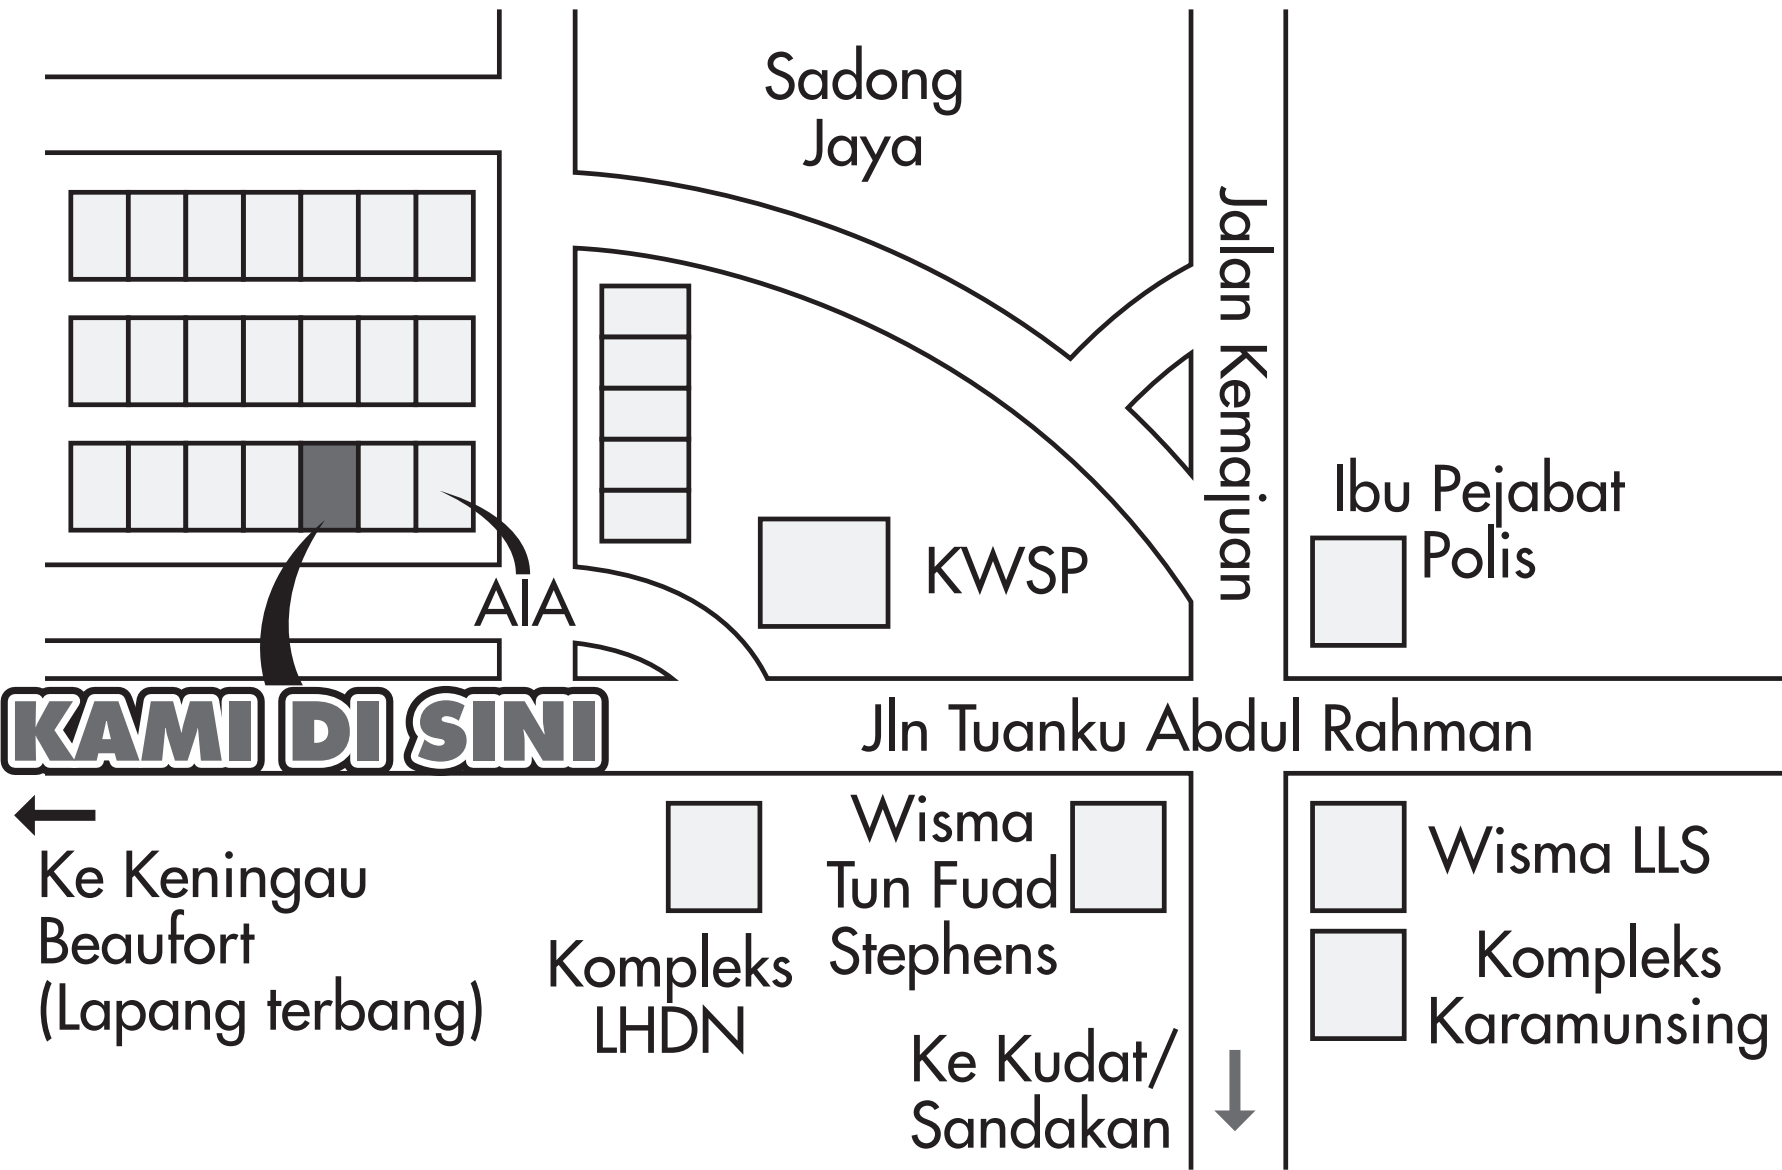 Sadong
Jaya
Jalan Kemajuan
Ibu Pejabat
Polis
KWSP
AIA
KAMI DI SINI
Jln Tuanku Abdul Rahman
Ke Keningau
Beaufort
(Lapang terbang)
Kompleks
LHDN
Wisma
Tun Fuad
Stephens
Wisma LLS
Kompleks
Karamunsing
Ke Kudat/
Sandakan